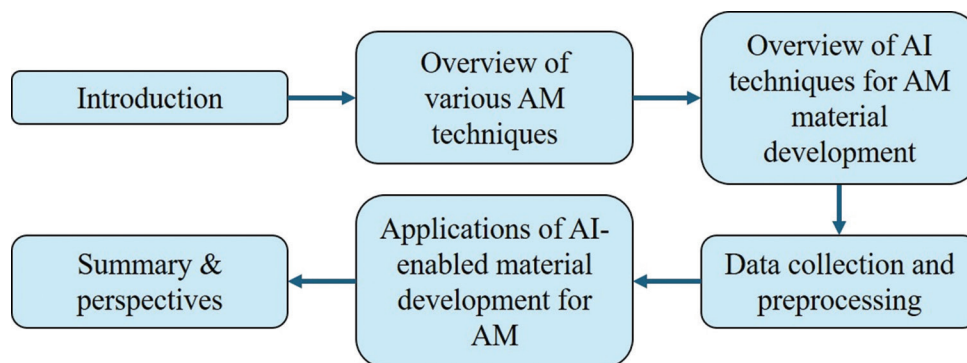 Introduction
Overview of
various AM
techniques
Overview of AI
techniques for AM
material
development
Data collection and
preprocessing
Applications of AI-
enabled material
development for
AM
Summary &
perspectives